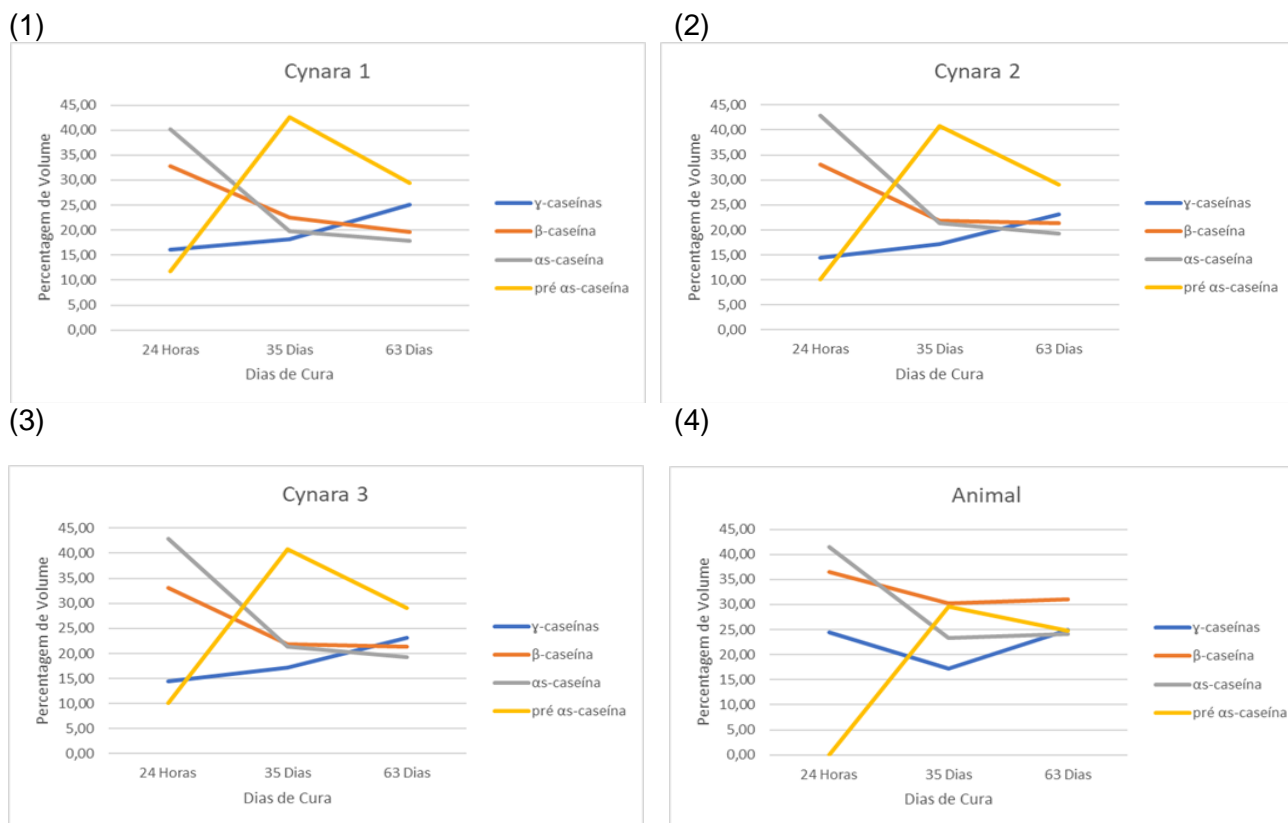 (1)
(2)
Cynara 1
45,00
40,00
35,00
30,00
25,00
20,00
15,00
10,00
5,00
0,00
Percentagem de Volume
24 Horas
35 Dias
63 Dias
Dias de Cura
ɣ-caseínas
β-caseína
αs-caseína
pré αs-caseína
Cynara 2
45,00
40,00
35,00
30,00
25,00
20,00
15,00
10,00
5,00
0,00
Percentagem de Volume
24 Horas
35 Dias
63 Dias
Dias de Cura
ɣ-caseínas
β-caseína
αs-caseína
pré αs-caseína
(3)
(4)
Cynara 3
45,00
40,00
35,00
30,00
25,00
20,00
15,00
10,00
5,00
0,00
Percentagem de Volume
24 Horas
35 Dias
63 Dias
Dias de Cura
ɣ-caseínas
β-caseína
αs-caseína
pré αs-caseína
Animal
45,00
40,00
35,00
30,00
25,00
20,00
15,00
10,00
5,00
0,00
Percentagem de Volume
24 Horas
35 Dias
63 Dias
Dias de Cura
ɣ-caseínas
β-caseína
αs-caseína
pré αs-caseína